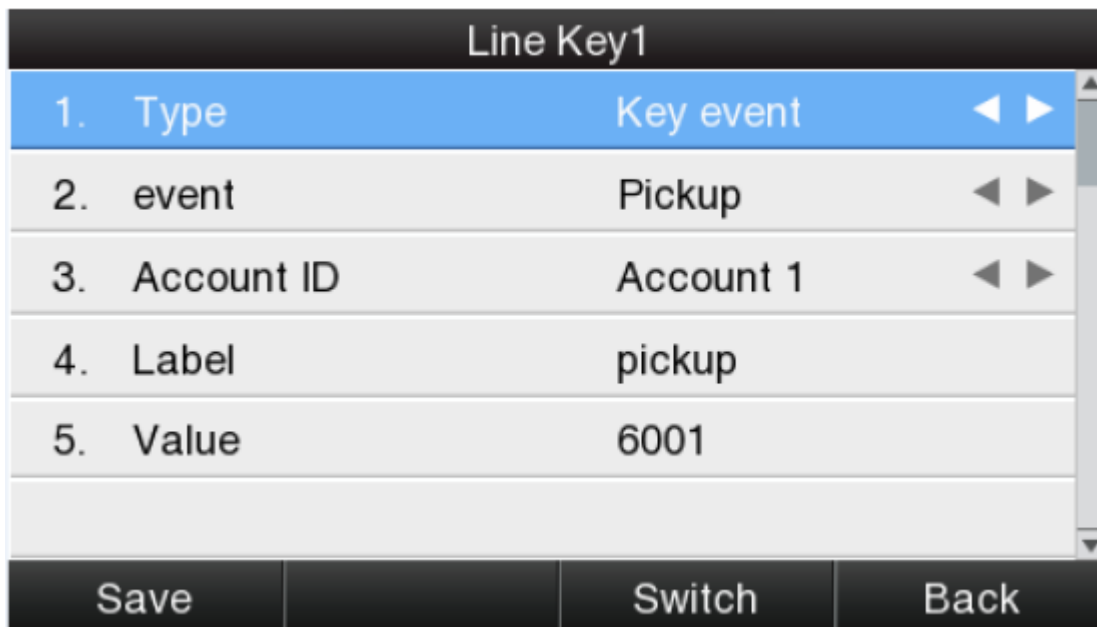 Line Key1
1. Type Key event
2. event Pickup
3. Account ID Account 1
4. Label pickup
5. Value 6001
Save Switch Back